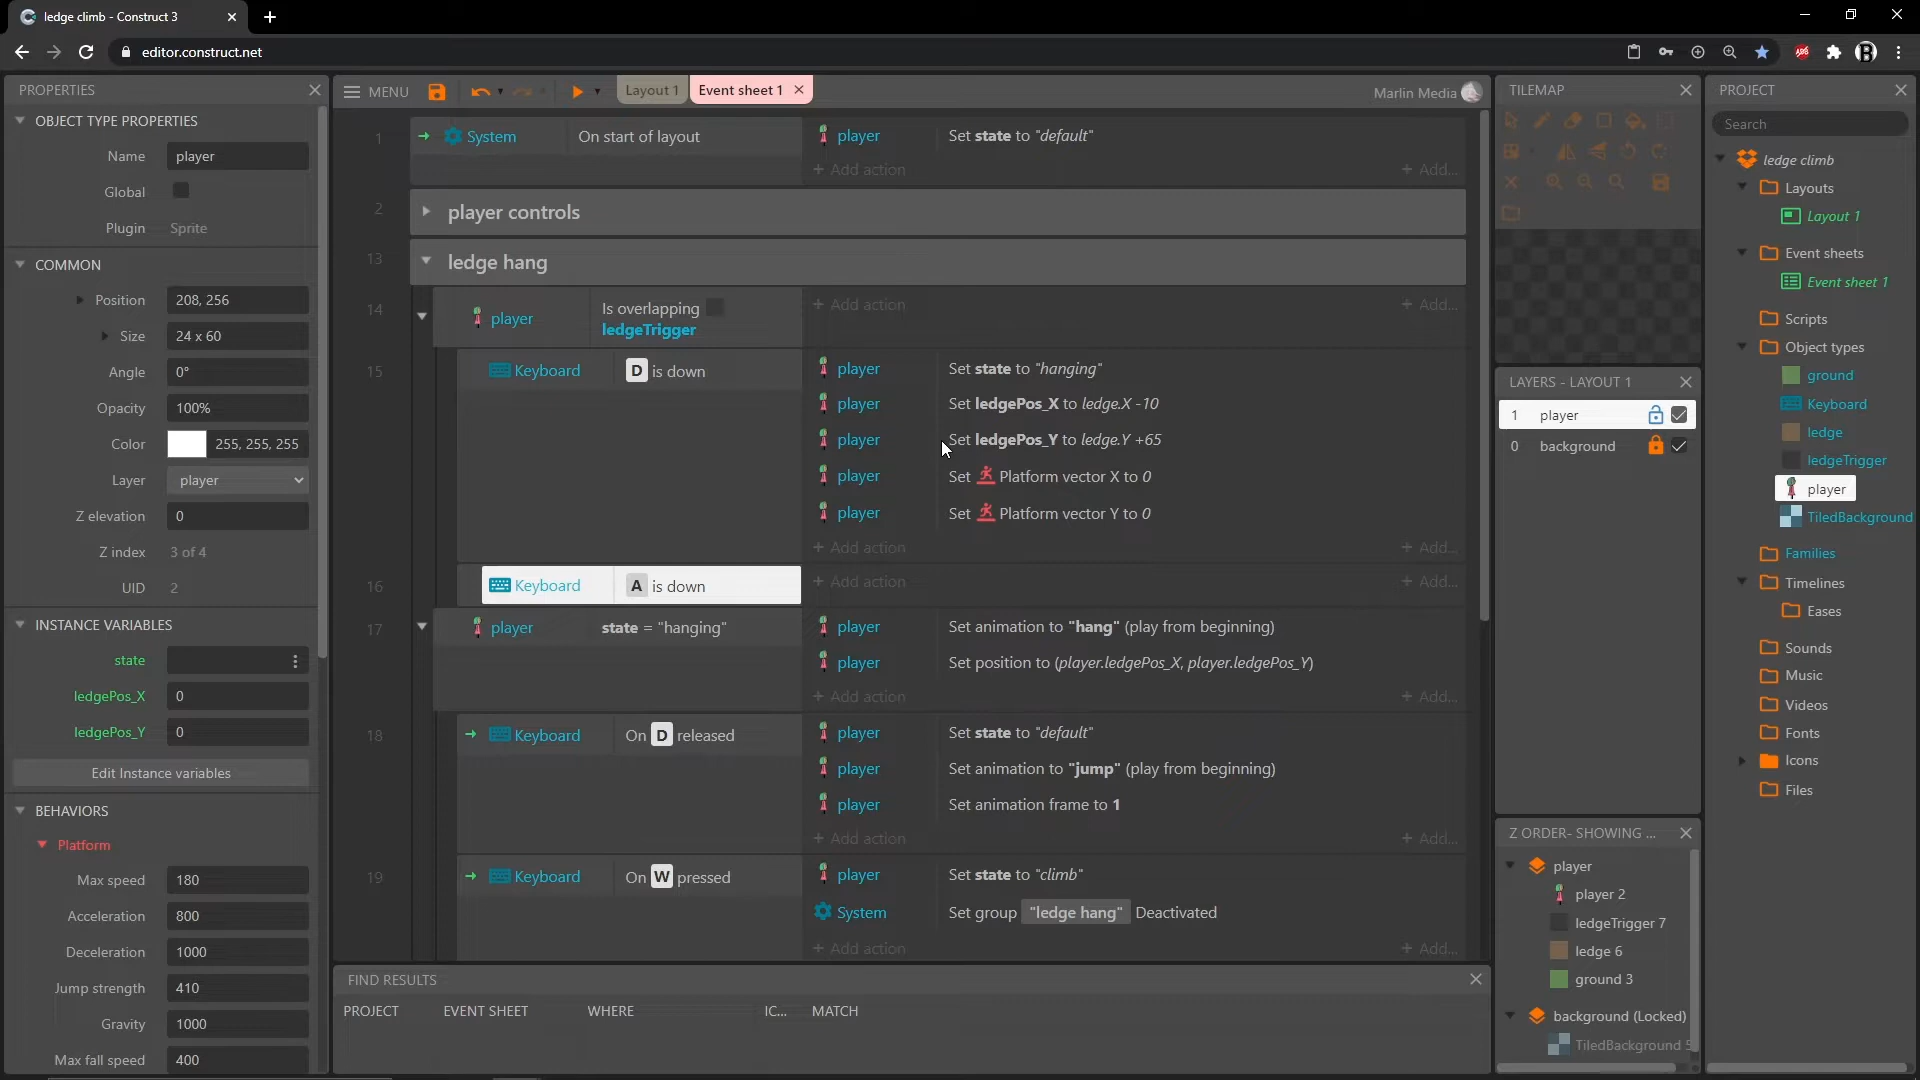 ledge climb - Construct 3
editor.construct.net
PROPERTIES
OBJECT TYPE PROPERTIES
Name player
Global
Plugin Sprite
COMMON
Position 208, 256
Size 24 x 60
Angle 0°
Opacity 100%
Color 255, 255, 255
Layer player
Z elevation 0
Z index 3 of 4
UID 2
INSTANCE VARIABLES
state
ledgePos_X 0
ledgePos_Y 0
Edit Instance variables
BEHAVIORS
Platform
Max speed 180
Acceleration 800
Deceleration 1000
Jump strength 410
Gravity 1000
Max fall speed 400
MENU
Layout 1
Event sheet 1
Marlin Media
1 System On start of layout player Set state to "default"
+ Add action + Add...
2 player controls
13 ledge hang
14 player Is overlapping ledgeTrigger + Add action + Add...
15 Keyboard D is down player Set state to "hanging"
player Set ledgePos_X to ledge.X -10
player Set ledgePos_Y to ledge.Y +65
player Set Platform vector X to 0
player Set Platform vector Y to 0
+ Add action + Add...
16 Keyboard A is down + Add action + Add...
17 player state = "hanging" player Set animation to "hang" (play from beginning)
player Set position to (player.ledgePos_X, player.ledgePos_Y)
+ Add action + Add...
18 Keyboard On D released player Set state to "default"
player Set animation to "jump" (play from beginning)
player Set animation frame to 1
+ Add action + Add...
19 Keyboard On W pressed player Set state to "climb"
System Set group "ledge hang" Deactivated
+ Add action + Add...
FIND RESULTS
PROJECT EVENT SHEET WHERE IC... MATCH
TILEMAP
LAYERS - LAYOUT 1
1 player
0 background
Z ORDER- SHOWING ...
player
player 2
ledgeTrigger 7
ledge 6
ground 3
background (Locked)
TiledBackground 5
PROJECT
Search
ledge climb
Layouts
Layout 1
Event sheets
Event sheet 1
Scripts
Object types
ground
Keyboard
ledge
ledgeTrigger
player
TiledBackground
Families
Timelines
Eases
Sounds
Music
Videos
Fonts
Icons
Files